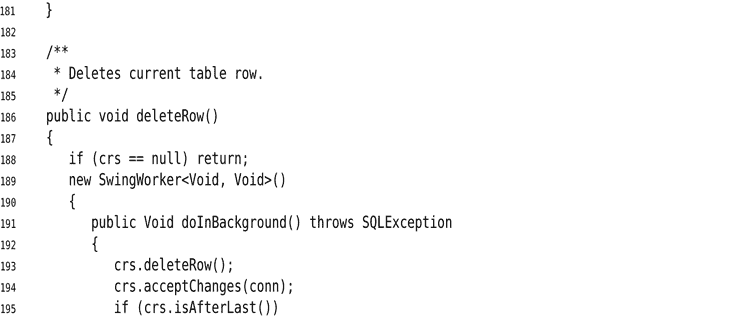 181    }
182
183    /**
184     * Deletes current table row.
185     */
186    public void deleteRow()
187    {
188       if (crs == null) return;
189       new SwingWorker<Void, Void>()
190       {
191          public Void doInBackground() throws SQLException
192          {
193             crs.deleteRow();
194             crs.acceptChanges(conn);
195             if (crs.isAfterLast())